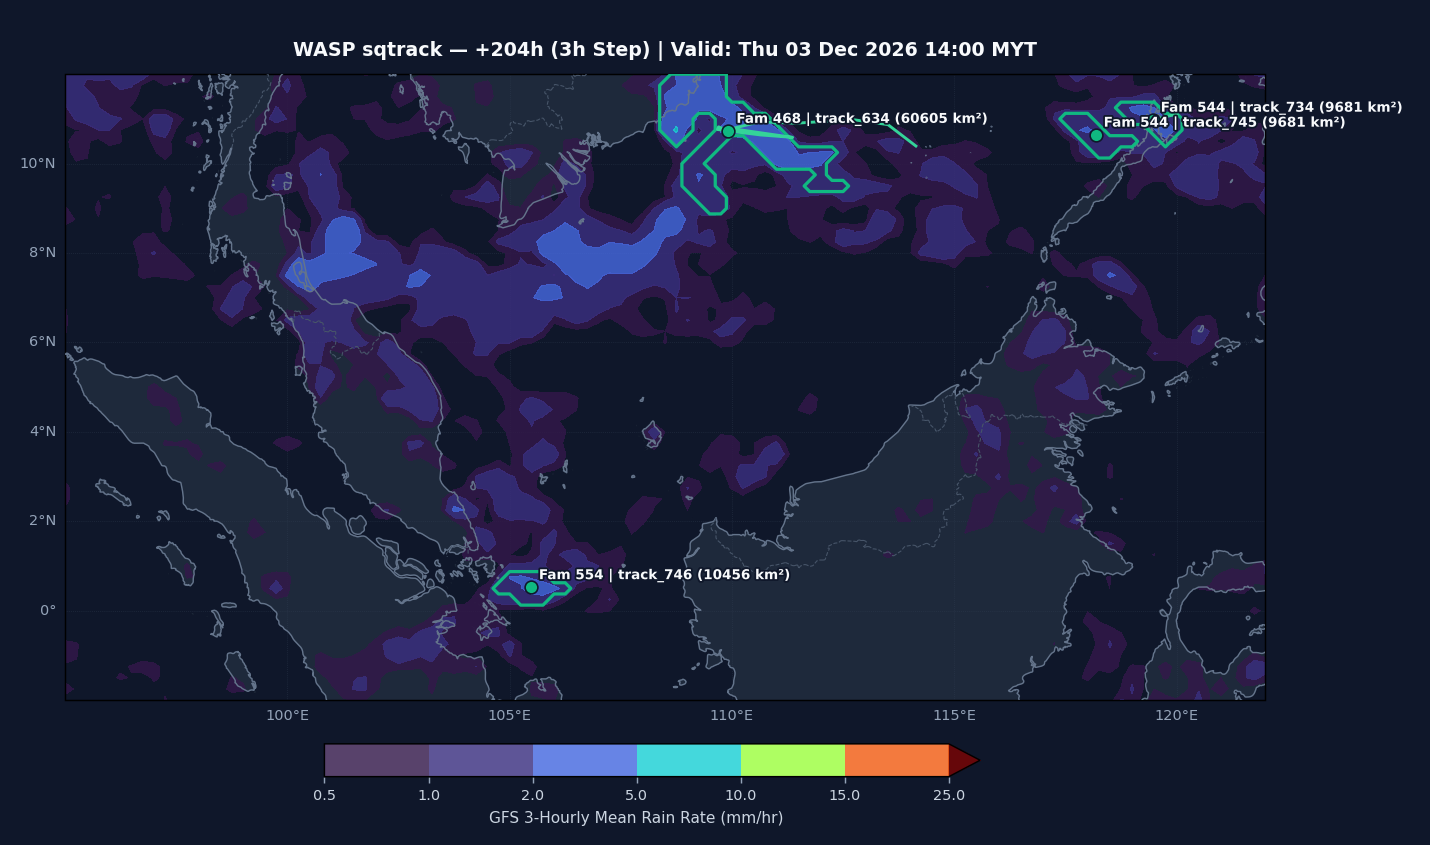 WASP sqtrack — +204h (3h Step) | Valid: Thu 03 Dec 2026 14:00 MYT
Fam 544 | track_734 (9681 km²)
Fam 468 | track_634 (60605 km²)
Fam 544 | track_745 (9681 km²)
10°N
8°N
6°N
4°N
2°N
Fam 554 | track_746 (10456 km²)
0°
100°E 105°E 110°E 115°E 120°E
0.5 1.0 2.0 5.0 10.0 15.0 25.0
GFS 3-Hourly Mean Rain Rate (mm/hr)